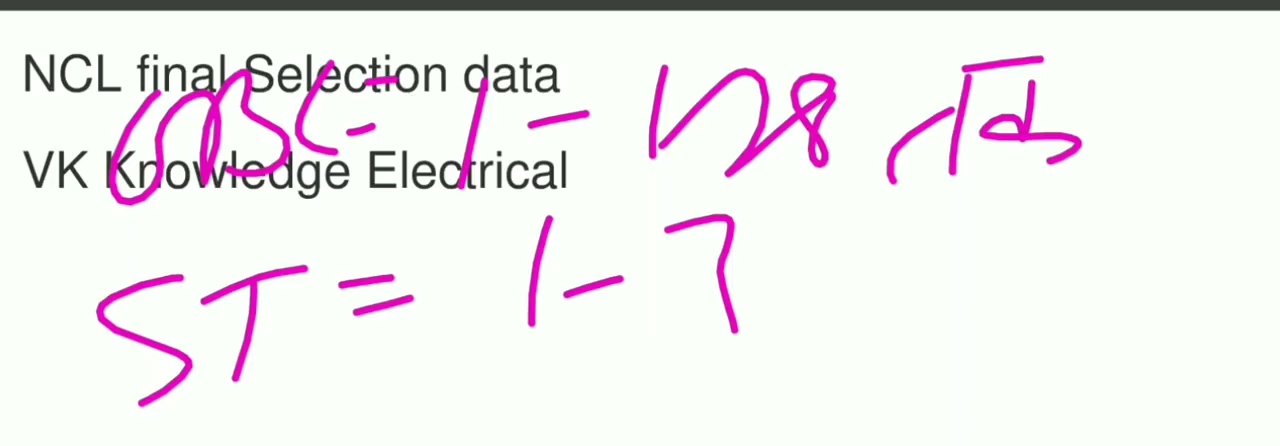 NCL final Selection data
OBC = 1 - 128
VK Knowledge Electrical
ST = 1 - 7